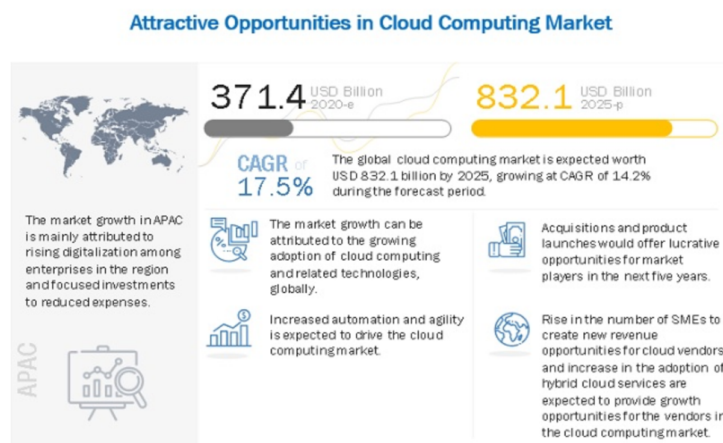 Attractive Opportunities in Cloud Computing Market
371.4 USD Billion
2020-e
832.1 USD Billion
2025-p
CAGR of
17.5%
The global cloud computing market is expected worth
USD 832.1 billion by 2025, growing at CAGR of 14.2%
during the forecast period.
The market growth in APAC
is mainly attributed to
rising digitalization among
enterprises in the region
and focused investments
to reduced expenses.
APAC
The market growth can be
attributed to the growing
adoption of cloud computing
and related technologies,
globally.
Increased automation and agility
is expected to drive the cloud
computing market.
Acquisitions and product
launches would offer lucrative
opportunities for market
players in the next five years.
Rise in the number of SMEs to
create new revenue
opportunities for cloud vendors
and increase in the adoption of
hybrid cloud services are
expected to provide growth
opportunities for the vendors in
the cloud computing market.